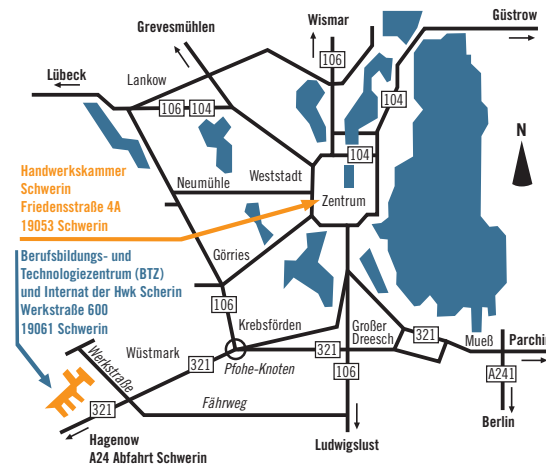 Güstrow
Wismar
Grevesmühlen
106
Lankow
Lübeck
106 104
104
N
104
Handwerkskammer
Schwerin
Friedensstraße 4A
19053 Schwerin
Weststadt
Neumühle
Zentrum
Berufsbildungs- und
Technologiezentrum (BTZ)
und Internat der Hwk Scherin
Werkstraße 600
19061 Schwerin
Görries
106
Krebsförden
Großer
Dreesch
321
Mueß
Parchim
Wüstmark
321
Pfohe-Knoten
321
106
A241
Werkstraße
321
Fährweg
Berlin
Hagenow
A24 Abfahrt Schwerin
Ludwigslust